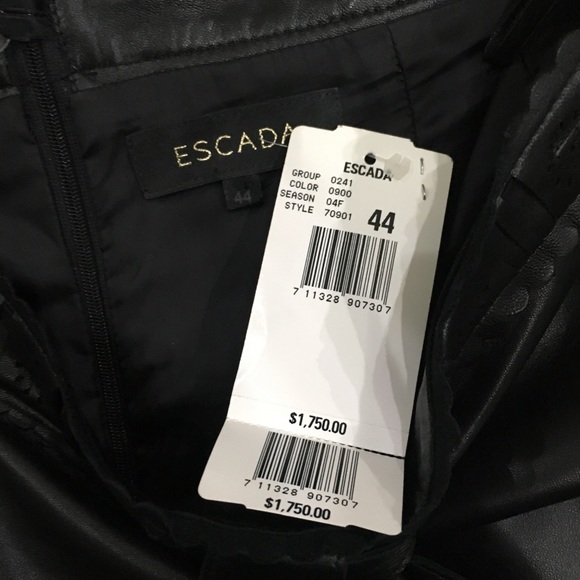 ESCADA
44
ESCADA
GROUP 0241
COLOR 0900
SEASON 04F
STYLE 70901
44
7 11328 907307
$1,750.00
7 11328 907307
$1,750.00